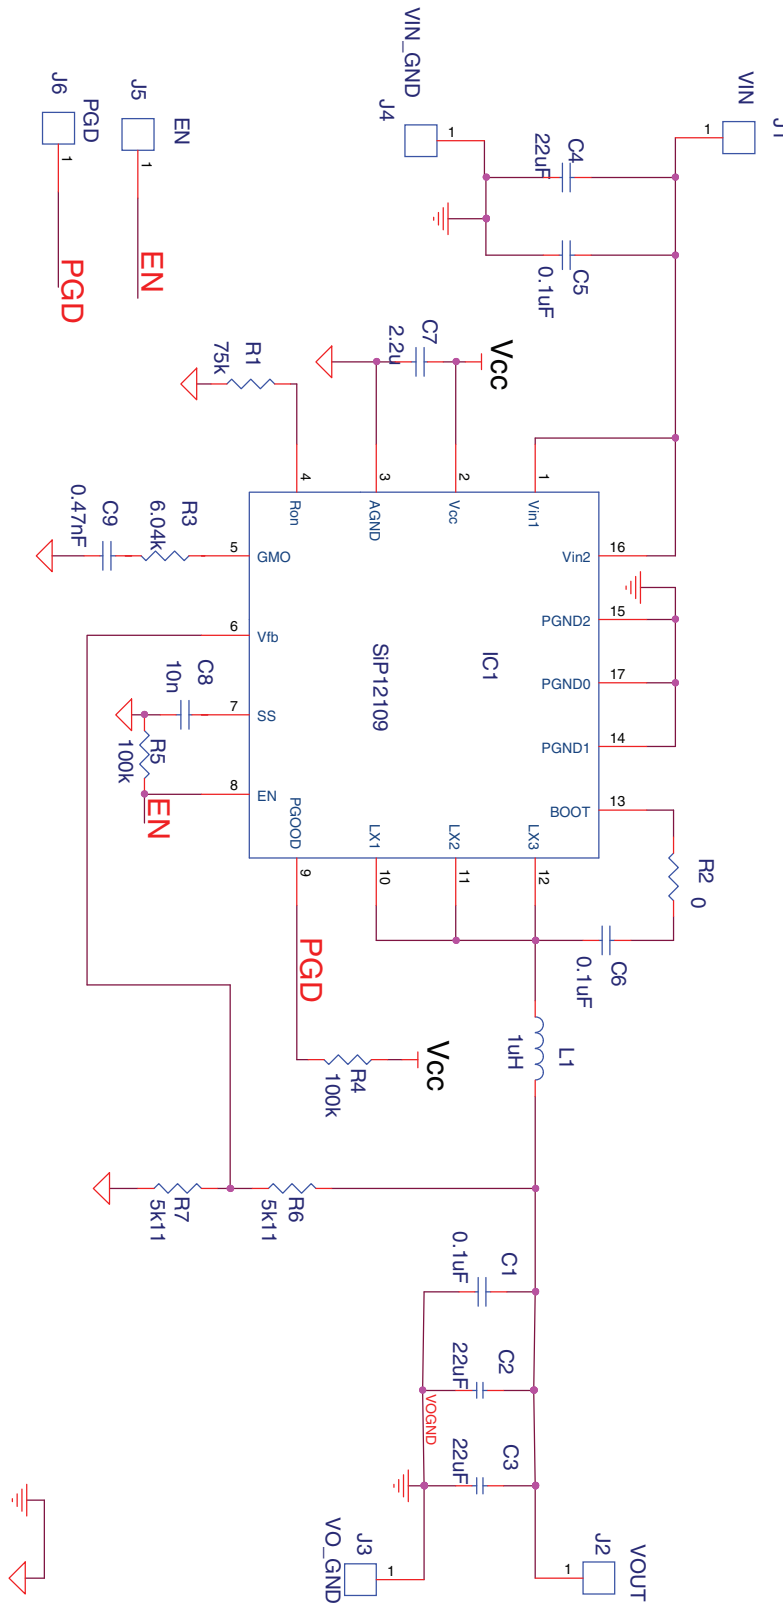 J1
VIN
1
VIN_GND
J4
1
C4
22uF
C5
0.1uF
J6
PGD
1
PGD
J5
EN
1
EN
R1
75k
C7
2.2u
Vcc
4
3
2
1
Ron
AGND
Vcc
Vin1
C9
0.47nF
R3
6.04k
5
GMO
6
Vfb
C8
10n
7
SS
R5
100k
8
EN
EN
SiP12109
IC1
Vin2
16
PGND2
15
PGND0
17
PGND1
14
BOOT
13
PGOOD
LX1
LX2
LX3
9
10
11
12
R2
0
C6
0.1uF
PGD
R4
100k
Vcc
L1
1uH
R7
5k11
R6
5k11
C1
0.1uF
C2
22uF
VOGND
C3
22uF
J3
VO_GND
1
J2
VOUT
1